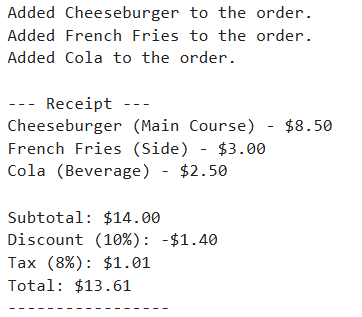 Added Cheeseburger to the order.
Added French Fries to the order.
Added Cola to the order.

--- Receipt ---
Cheeseburger (Main Course) - $8.50
French Fries (Side) - $3.00
Cola (Beverage) - $2.50

Subtotal: $14.00
Discount (10%): -$1.40
Tax (8%): $1.01
Total: $13.61
-----------------